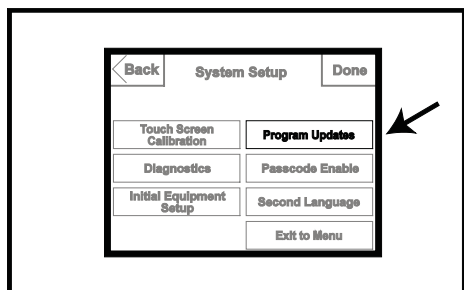 Back System Setup Done
Touch Screen
Calibration
Program Updates
Diagnostics
Passcode Enable
Initial Equipment
Setup
Second Language
Exit to Menu